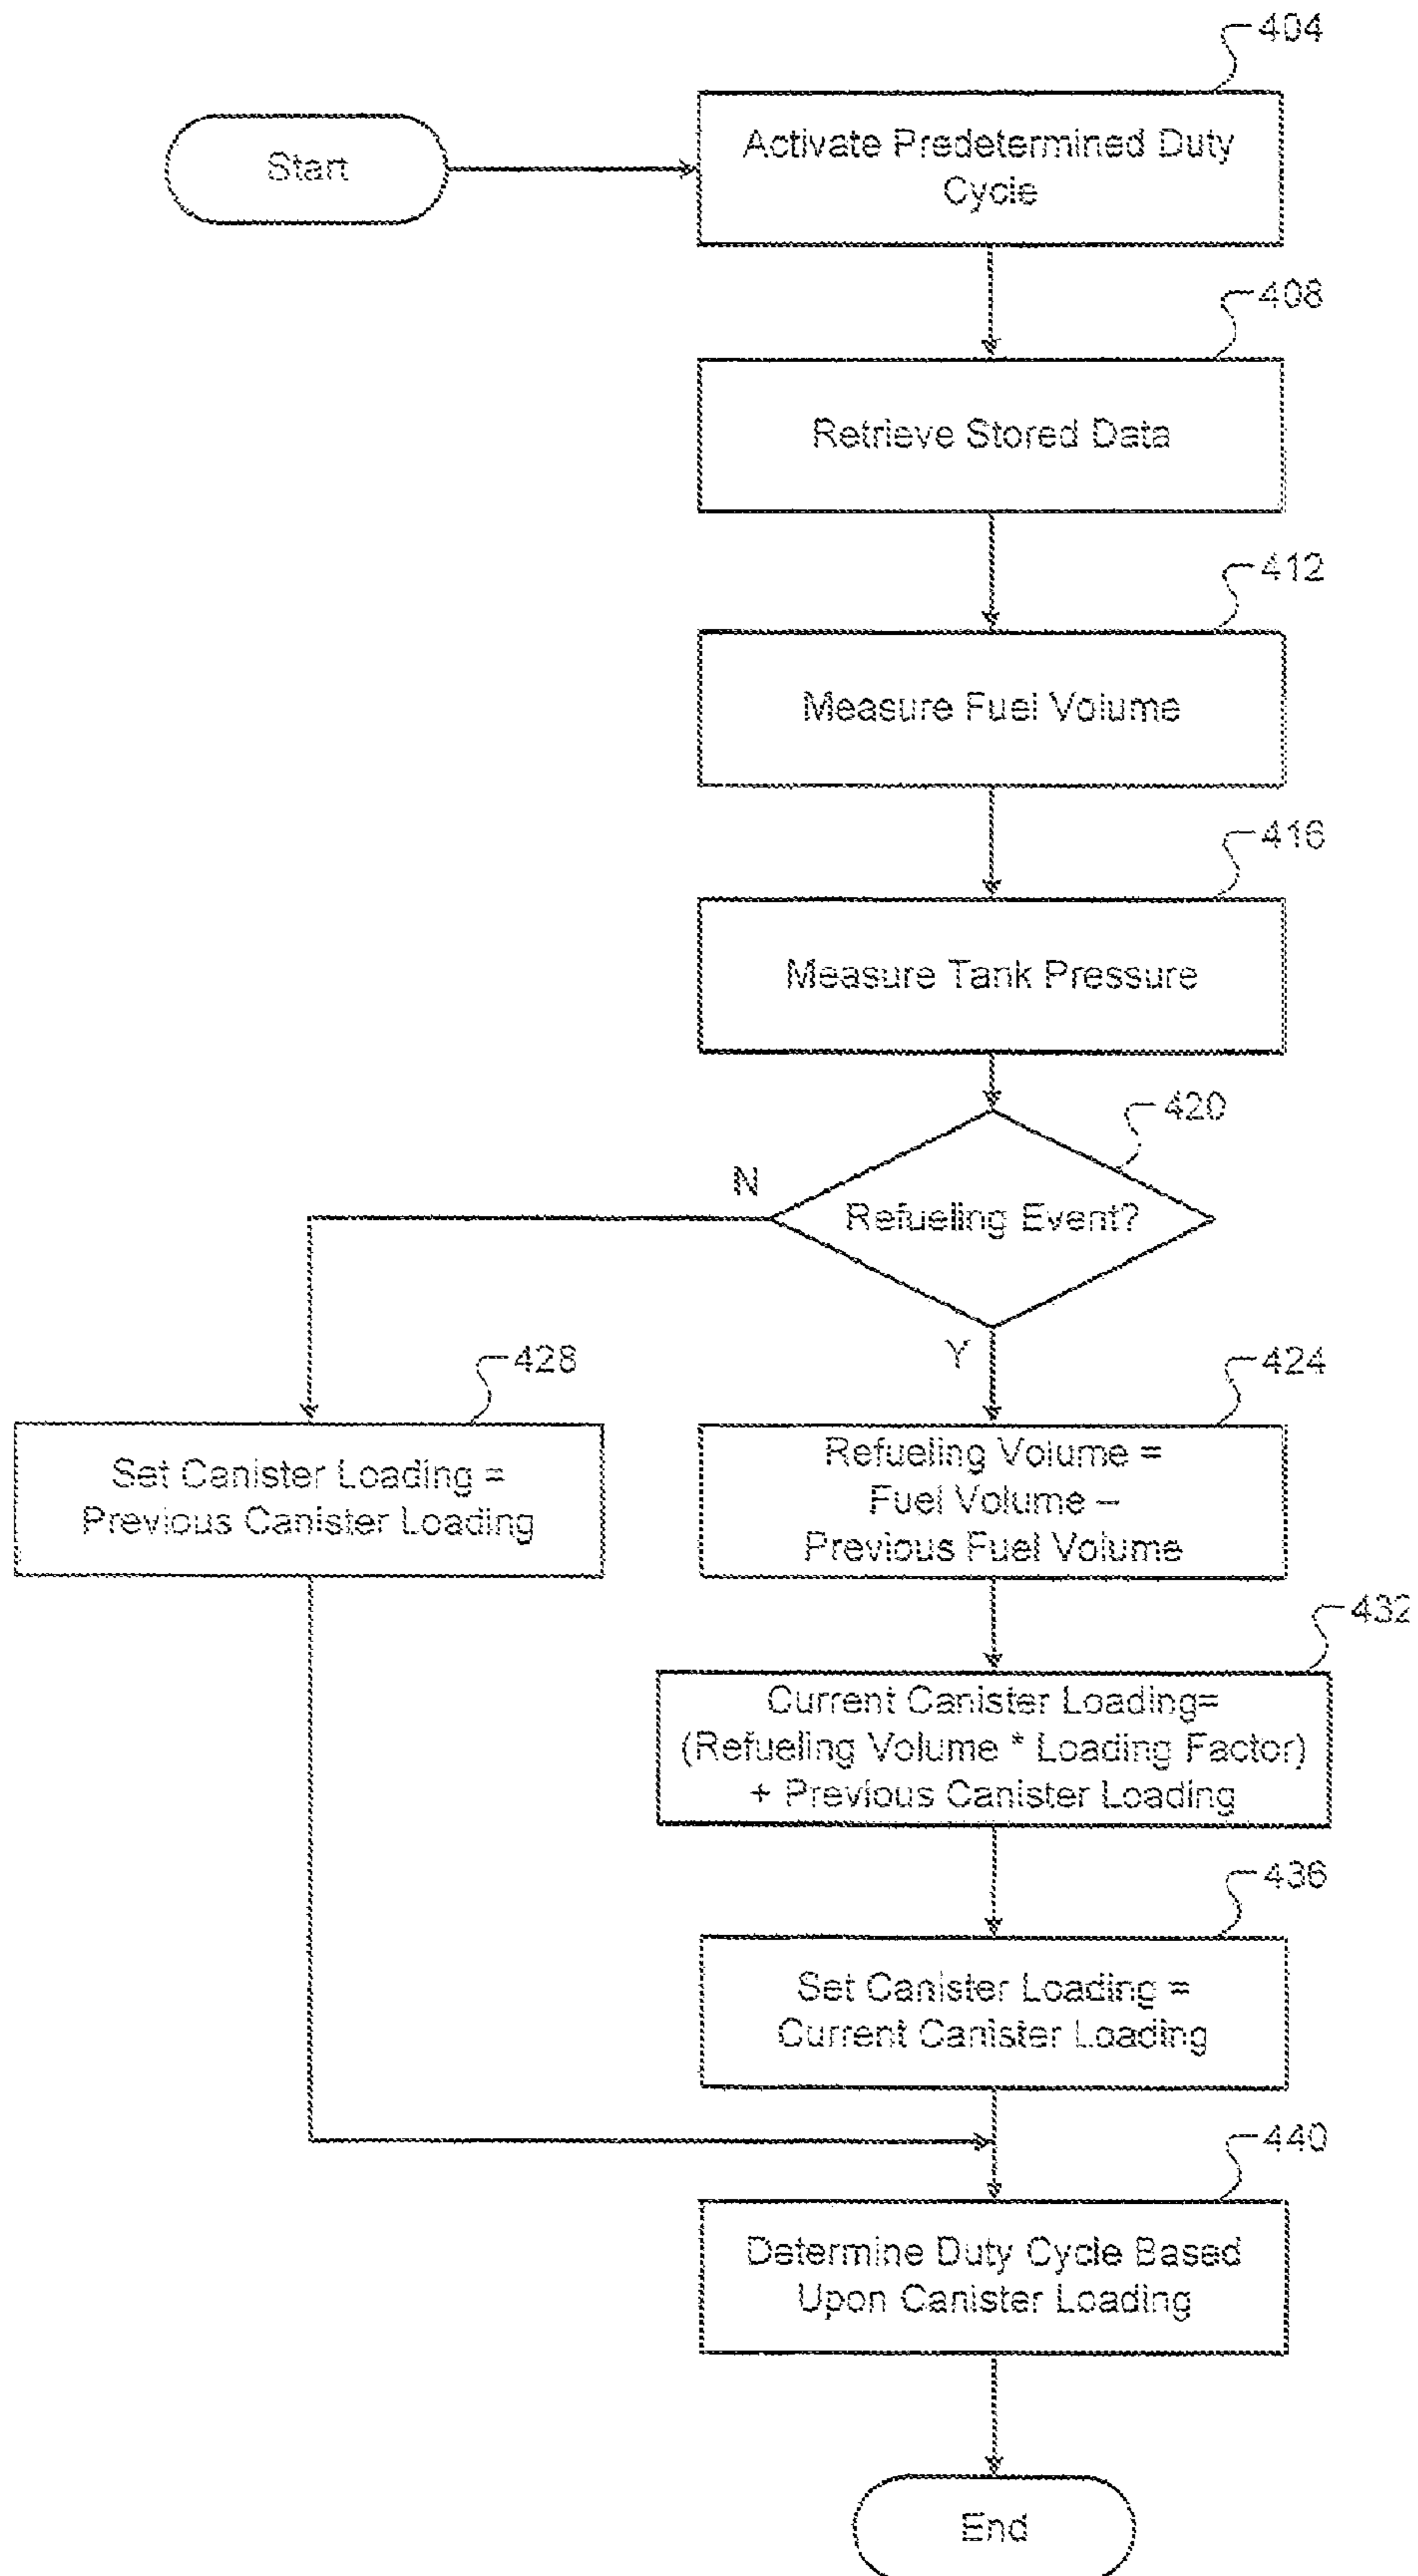 404
Start
Activate Predetermined Duty
Cycle
408
Retrieve Stored Data
412
Measure Fuel Volume
416
Measure Tank Pressure
420
N
Refueling Event?
Y
428
424
Set Canister Loading =
Previous Canister Loading
Refueling Volume =
Fuel Volume –
Previous Fuel Volume
432
Current Canister Loading=
(Refueling Volume * Loading Factor)
+ Previous Canister Loading
436
Set Canister Loading =
Current Canister Loading
440
Determine Duty Cycle Based
Upon Canister Loading
End